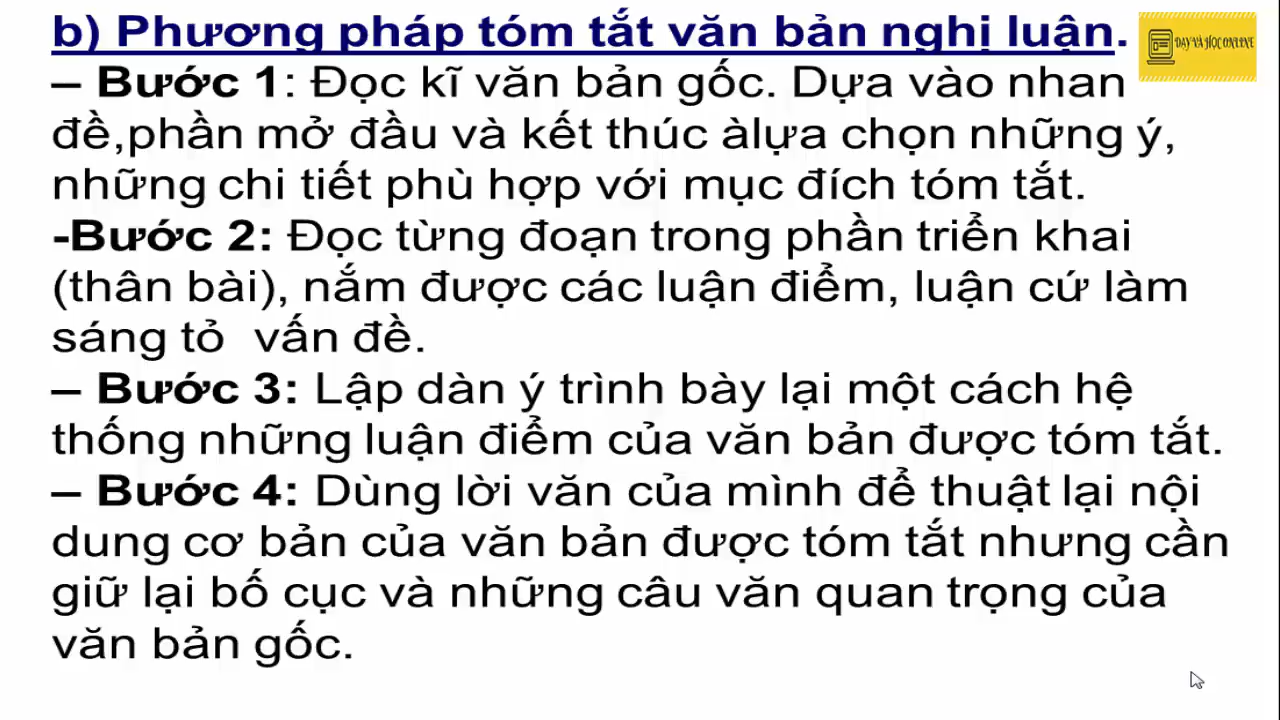 b) Phương pháp tóm tắt văn bản nghị luận.
DẠY VÀ HỌC ONLINE
– Bước 1: Đọc kĩ văn bản gốc. Dựa vào nhan
đề,phần mở đầu và kết thúc àlựa chọn những ý,
những chi tiết phù hợp với mục đích tóm tắt.
-Bước 2: Đọc từng đoạn trong phần triển khai
(thân bài), nắm được các luận điểm, luận cứ làm
sáng tỏ  vấn đề.
– Bước 3: Lập dàn ý trình bày lại một cách hệ
thống những luận điểm của văn bản được tóm tắt.
– Bước 4: Dùng lời văn của mình để thuật lại nội
dung cơ bản của văn bản được tóm tắt nhưng cần
giữ lại bố cục và những câu văn quan trọng của
văn bản gốc.